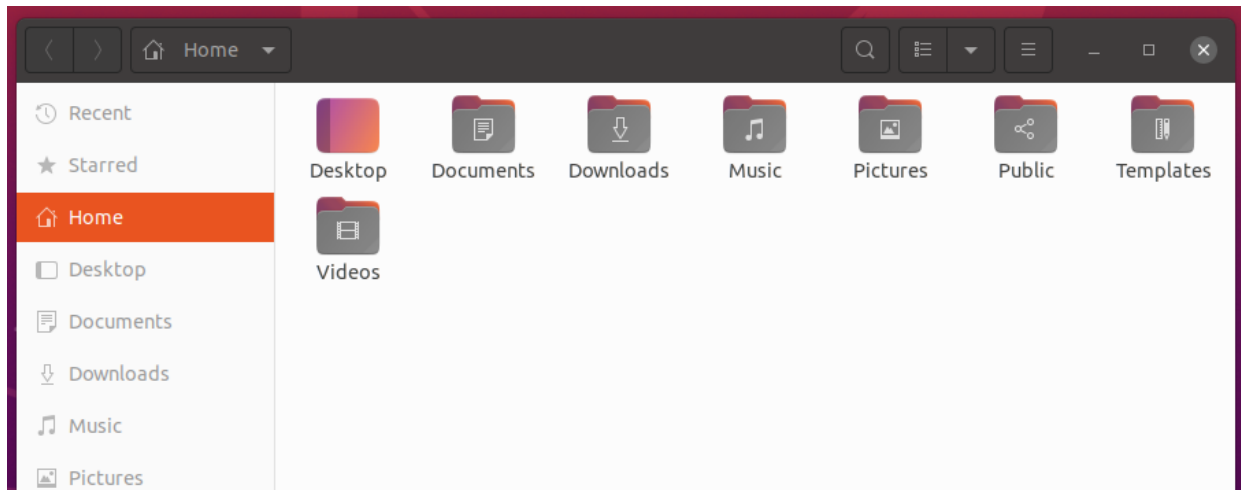 Home
Recent
Starred
Home
Desktop
Documents
Downloads
Music
Pictures
Desktop Documents Downloads Music Pictures Public Templates
Videos